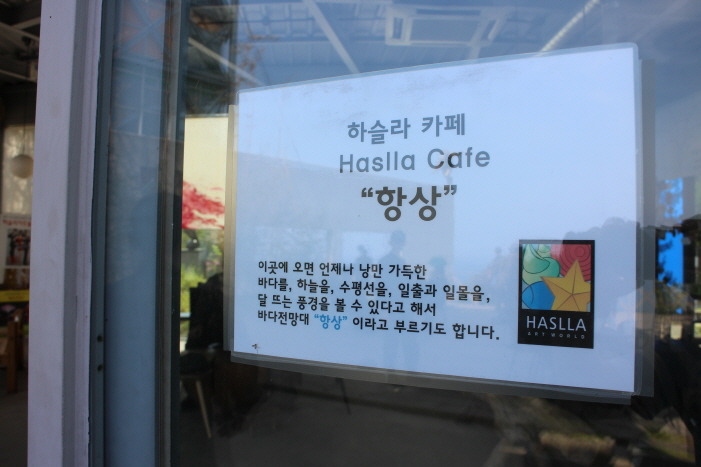 하슬라 카페
Haslla Cafe
“항상”
이곳에 오면 언제나 낭만 가득한
바다를, 하늘을, 수평선을, 일출과 일몰을,
달 뜨는 풍경을 볼 수 있다고 해서
바다전망대 “항상” 이라고 부르기도 합니다.
HASLLA
ART WORLD